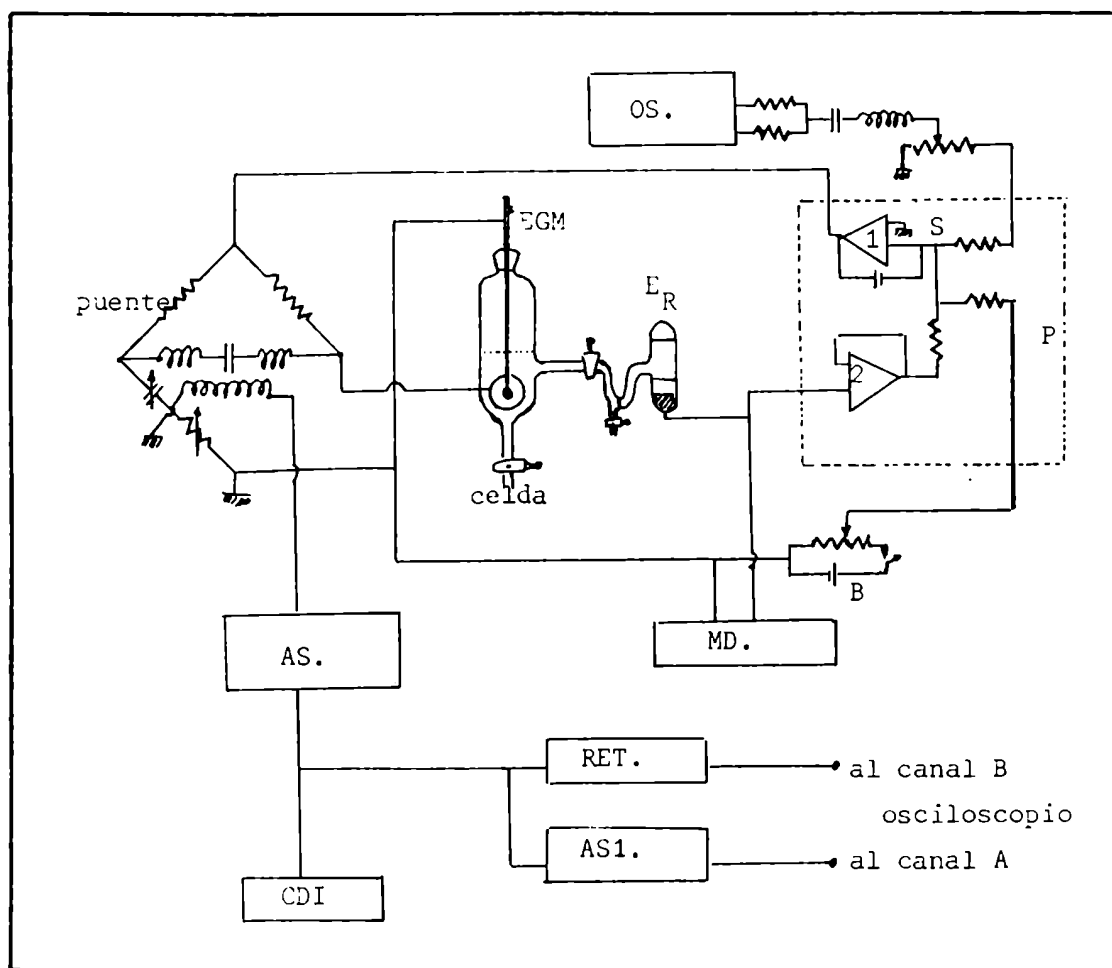 OS.
EGM
1
S
E_R
puente
P
2
celda
B
MD.
AS.
RET.
al canal B
osciloscopio
AS1.
al canal A
CDI